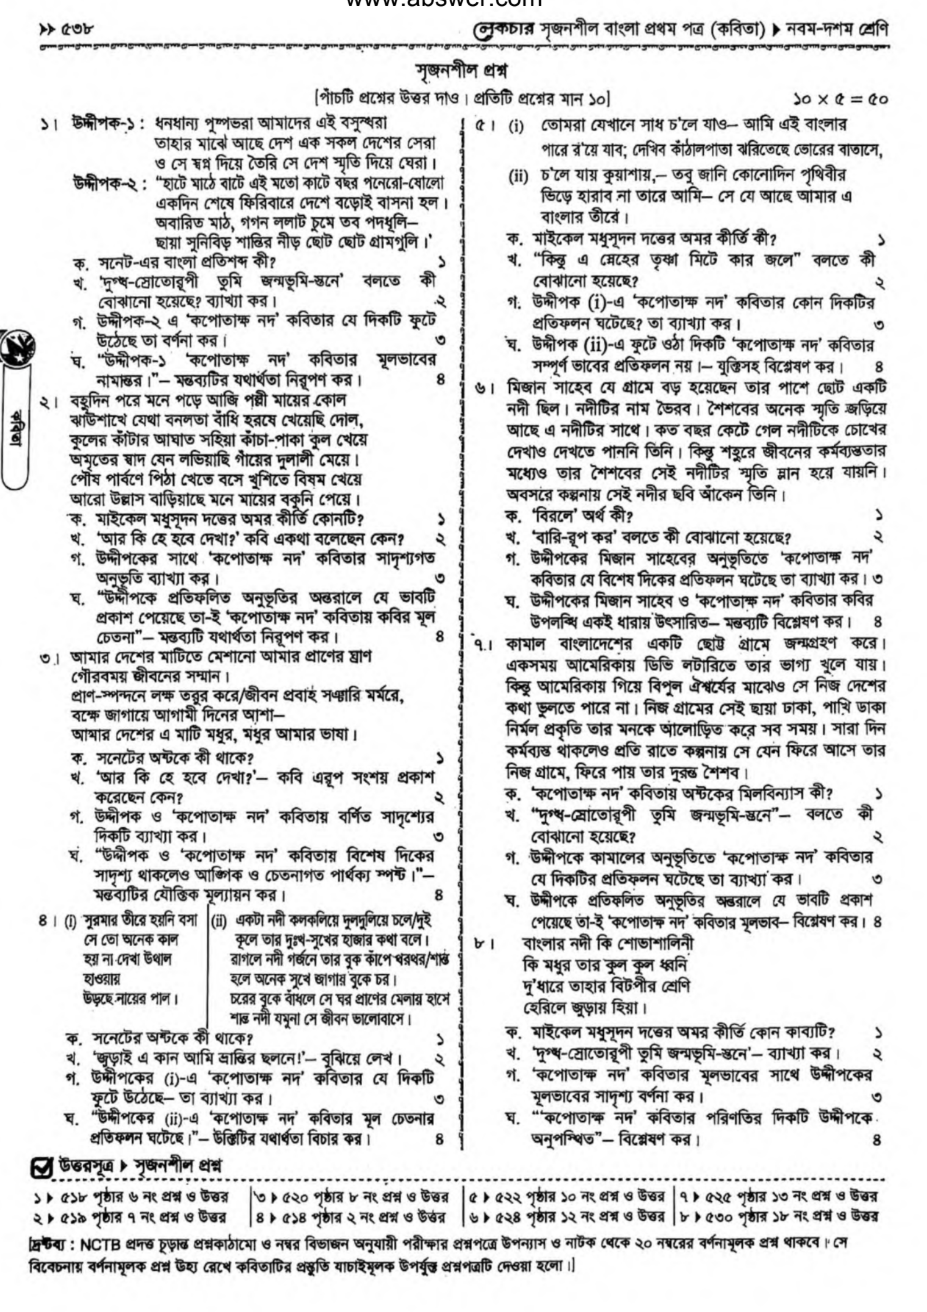 www.abswer.com
>> ৫৩৮
লেকচার সৃজনশীল বাংলা প্রথম পত্র (কবিতা) ▶ নবম-দশম শ্রেণি
সৃজনশীল প্রশ্ন
[পাঁচটি প্রশ্নের উত্তর দাও। প্রতিটি প্রশ্নের মান ১০]
১০ × ৫ = ৫০
১। উদ্দীপক-১ : ধনধান্য পুষ্পভরা আমাদের এই বসুন্ধরা
তাহার মাঝে আছে দেশ এক সকল দেশের সেরা
ও সে স্বপ্ন দিয়ে তৈরি সে দেশ স্মৃতি দিয়ে ঘেরা।
উদ্দীপক-২ : "হাটে মাঠে বাটে এই মতো কাটে বছর পনেরো-ষোলো
একদিন শেষে ফিরিবারে দেশে বড়োই বাসনা হল।
অবারিত মাঠ, গগন ললাট চুমে তব পদধূলি—
ছায়া সুনিবিড় শান্তির নীড় ছোট ছোট গ্রামগুলি।'
ক. সনেট-এর বাংলা প্রতিশব্দ কী? ১
খ. 'দুগ্ধ-স্রোতোরূপী তুমি জন্মভূমি-স্তনে' বলতে কী
বোঝানো হয়েছে? ব্যাখ্যা কর। ২
গ. উদ্দীপক-২ এ 'কপোতাক্ষ নদ' কবিতার যে দিকটি ফুটে
উঠেছে তা বর্ণনা কর। ৩
ঘ. "উদ্দীপক-১ 'কপোতাক্ষ নদ' কবিতার মূলভাবের
নামান্তর।"— মন্তব্যটির যথার্থতা নিরূপণ কর। ৪
কবিতা
২। বহুদিন পরে মনে পড়ে আজি পল্লী মায়ের কোল
ঝাউশাখে যেথা বনলতা বাঁধি হরষে খেয়েছি দোল,
কুলের কাঁটার আঘাত সহিয়া কাঁচা-পাকা কুল খেয়ে
অমৃতের স্বাদ যেন লভিয়াছি গাঁয়ের দুলালী মেয়ে।
পৌষ পার্বণে পিঠা খেতে বসে খুশিতে বিষম খেয়ে
আরো উল্লাস বাড়িয়াছে মনে মায়ের বকুনি পেয়ে।
ক. মাইকেল মধুসূদন দত্তের অমর কীর্তি কোনটি? ১
খ. 'আর কি হে হবে দেখা?' কবি একথা বলেছেন কেন? ২
গ. উদ্দীপকের সাথে 'কপোতাক্ষ নদ' কবিতার সাদৃশ্যগত
অনুভূতি ব্যাখ্যা কর। ৩
ঘ. "উদ্দীপকে প্রতিফলিত অনুভূতির অন্তরালে যে ভাবটি
প্রকাশ পেয়েছে তা-ই 'কপোতাক্ষ নদ' কবিতায় কবির মূল
চেতনা"— মন্তব্যটি যথার্থতা নিরূপণ কর। ৪
৩। আমার দেশের মাটিতে মেশানো আমার প্রাণের ঘ্রাণ
গৌরবময় জীবনের সম্মান।
প্রাণ-স্পন্দনে লক্ষ তরুর করে/জীবন প্রবাহ সঞ্চারি মর্মরে,
বক্ষে জাগায়ে আগামী দিনের আশা—
আমার দেশের এ মাটি মধুর, মধুর আমার ভাষা।
ক. সনেটের অষ্টকে কী থাকে? ১
খ. 'আর কি হে হবে দেখা?'— কবি এরূপ সংশয় প্রকাশ
করেছেন কেন? ২
গ. উদ্দীপক ও 'কপোতাক্ষ নদ' কবিতায় বর্ণিত সাদৃশ্যের
দিকটি ব্যাখ্যা কর। ৩
ঘ. "উদ্দীপক ও 'কপোতাক্ষ নদ' কবিতায় বিশেষ দিকের
সাদৃশ্য থাকলেও আঙ্গিক ও চেতনাগত পার্থক্য স্পষ্ট।"—
মন্তব্যটির যৌক্তিক মূল্যায়ন কর। ৪
৪। (i) সুরমার তীরে হয়নি বসা
সে তো অনেক কাল
হয় না দেখা উথাল
হাওয়ায়
উড়ছে নায়ের পাল।
(ii) একটা নদী কলকলিয়ে দুলদুলিয়ে চলে/দুই
কূলে তার দুঃখ-সুখের হাজার কথা বলে।
রাগলে নদী গর্জনে তার বুক কাঁপে থরথর/শান্ত
হলে অনেক সুখে জাগায় বুকে চর।
চরের বুকে বাঁধলে সে ঘর প্রাণের মেলায় হাসে
শান্ত নদী যমুনা সে জীবন ভালোবাসে।
ক. সনেটের অষ্টকে কী থাকে? ১
খ. 'জুড়াই এ কান আমি ভ্রান্তির ছলনে!'— বুঝিয়ে লেখ। ২
গ. উদ্দীপকের (i)-এ 'কপোতাক্ষ নদ' কবিতার যে দিকটি
ফুটে উঠেছে— তা ব্যাখ্যা কর। ৩
ঘ. "উদ্দীপকের (ii)-এ 'কপোতাক্ষ নদ' কবিতার মূল চেতনার
প্রতিফলন ঘটেছে।"— উক্তিটির যথার্থতা বিচার কর। ৪
৫। (i) তোমরা যেখানে সাধ চ'লে যাও— আমি এই বাংলার
পারে র'য়ে যাব; দেখিব কাঁঠালপাতা ঝরিতেছে ভোরের বাতাসে,
(ii) চ'লে যায় কুয়াশায়,— তবু জানি কোনোদিন পৃথিবীর
ভিড়ে হারাব না তারে আমি— সে যে আছে আমার এ
বাংলার তীরে।
ক. মাইকেল মধুসূদন দত্তের অমর কীর্তি কী? ১
খ. "কিন্তু এ স্নেহের তৃষ্ণা মিটে কার জলে" বলতে কী
বোঝানো হয়েছে? ২
গ. উদ্দীপক (i)-এ 'কপোতাক্ষ নদ' কবিতার কোন দিকটির
প্রতিফলন ঘটেছে? তা ব্যাখ্যা কর। ৩
ঘ. উদ্দীপক (ii)-এ ফুটে ওঠা দিকটি 'কপোতাক্ষ নদ' কবিতার
সম্পূর্ণ ভাবের প্রতিফলন নয়।— যুক্তিসহ বিশ্লেষণ কর। ৪
৬। মিজান সাহেব যে গ্রামে বড় হয়েছেন তার পাশে ছোট একটি
নদী ছিল। নদীটির নাম ভৈরব। শৈশবের অনেক স্মৃতি জড়িয়ে
আছে এ নদীটির সাথে। কত বছর কেটে গেল নদীটিকে চোখের
দেখাও দেখতে পাননি তিনি। কিন্তু শহুরে জীবনের কর্মব্যস্ততার
মধ্যেও তার শৈশবের সেই নদীটির স্মৃতি ম্লান হয়ে যায়নি।
অবসরে কল্পনায় সেই নদীর ছবি আঁকেন তিনি।
ক. 'বিরলে' অর্থ কী? ১
খ. 'বারি-রূপ কর' বলতে কী বোঝানো হয়েছে? ২
গ. উদ্দীপকের মিজান সাহেবের অনুভূতিতে 'কপোতাক্ষ নদ'
কবিতার যে বিশেষ দিকের প্রতিফলন ঘটেছে তা ব্যাখ্যা কর। ৩
ঘ. উদ্দীপকের মিজান সাহেব ও 'কপোতাক্ষ নদ' কবিতার কবির
উপলব্ধি একই ধারায় উৎসারিত— মন্তব্যটি বিশ্লেষণ কর। ৪
৭। কামাল বাংলাদেশের একটি ছোট্ট গ্রামে জন্মগ্রহণ করে।
একসময় আমেরিকায় ডিভি লটারিতে তার ভাগ্য খুলে যায়।
কিন্তু আমেরিকায় গিয়ে বিপুল ঐশ্বর্যের মাঝেও সে নিজ দেশের
কথা ভুলতে পারে না। নিজ গ্রামের সেই ছায়া ঢাকা, পাখি ডাকা
নির্মল প্রকৃতি তার মনকে আলোড়িত করে সব সময়। সারা দিন
কর্মব্যস্ত থাকলেও প্রতি রাতে কল্পনায় সে যেন ফিরে আসে তার
নিজ গ্রামে, ফিরে পায় তার দুরন্ত শৈশব।
ক. 'কপোতাক্ষ নদ' কবিতায় অষ্টকের মিলবিন্যাস কী? ১
খ. "দুগ্ধ-স্রোতোরূপী তুমি জন্মভূমি-স্তনে"— বলতে কী
বোঝানো হয়েছে? ২
গ. উদ্দীপকে কামালের অনুভূতিতে 'কপোতাক্ষ নদ' কবিতার
যে দিকটির প্রতিফলন ঘটেছে তা ব্যাখ্যা কর। ৩
ঘ. উদ্দীপকে প্রতিফলিত অনুভূতির অন্তরালে যে ভাবটি প্রকাশ
পেয়েছে তা-ই 'কপোতাক্ষ নদ' কবিতার মূলভাব— বিশ্লেষণ কর। ৪
৮। বাংলার নদী কি শোভাশালিনী
কি মধুর তার কুল কুল ধ্বনি
দু'ধারে তাহার বিটপীর শ্রেণি
হেরিলে জুড়ায় হিয়া।
ক. মাইকেল মধুসূদন দত্তের অমর কীর্তি কোন কাব্যটি? ১
খ. 'দুগ্ধ-স্রোতোরূপী তুমি জন্মভূমি-স্তনে'— ব্যাখ্যা কর। ২
গ. 'কপোতাক্ষ নদ' কবিতার মূলভাবের সাথে উদ্দীপকের
মূলভাবের সাদৃশ্য বর্ণনা কর। ৩
ঘ. "'কপোতাক্ষ নদ' কবিতার পরিণতির দিকটি উদ্দীপকে
অনুপস্থিত"— বিশ্লেষণ কর। ৪
উত্তরসূত্র ▶ সৃজনশীল প্রশ্ন
১ ▶ ৫১৮ পৃষ্ঠার ৬ নং প্রশ্ন ও উত্তর | ৩ ▶ ৫২০ পৃষ্ঠার ৮ নং প্রশ্ন ও উত্তর | ৫ ▶ ৫২২ পৃষ্ঠার ১০ নং প্রশ্ন ও উত্তর | ৭ ▶ ৫২৫ পৃষ্ঠার ১৩ নং প্রশ্ন ও উত্তর
২ ▶ ৫১৯ পৃষ্ঠার ৭ নং প্রশ্ন ও উত্তর | ৪ ▶ ৫১৪ পৃষ্ঠার ২ নং প্রশ্ন ও উত্তর | ৬ ▶ ৫২৪ পৃষ্ঠার ১২ নং প্রশ্ন ও উত্তর | ৮ ▶ ৫৩০ পৃষ্ঠার ১৮ নং প্রশ্ন ও উত্তর
[দ্রষ্টব্য : NCTB প্রদত্ত চূড়ান্ত প্রশ্নকাঠামো ও নম্বর বিভাজন অনুযায়ী পরীক্ষার প্রশ্নপত্রে উপন্যাস ও নাটক থেকে ২০ নম্বরের বর্ণনামূলক প্রশ্ন থাকবে। সে
বিবেচনায় বর্ণনামূলক প্রশ্ন উহ্য রেখে কবিতাটির প্রস্তুতি যাচাইমূলক উপর্যুক্ত প্রশ্নপত্রটি দেওয়া হলো।]